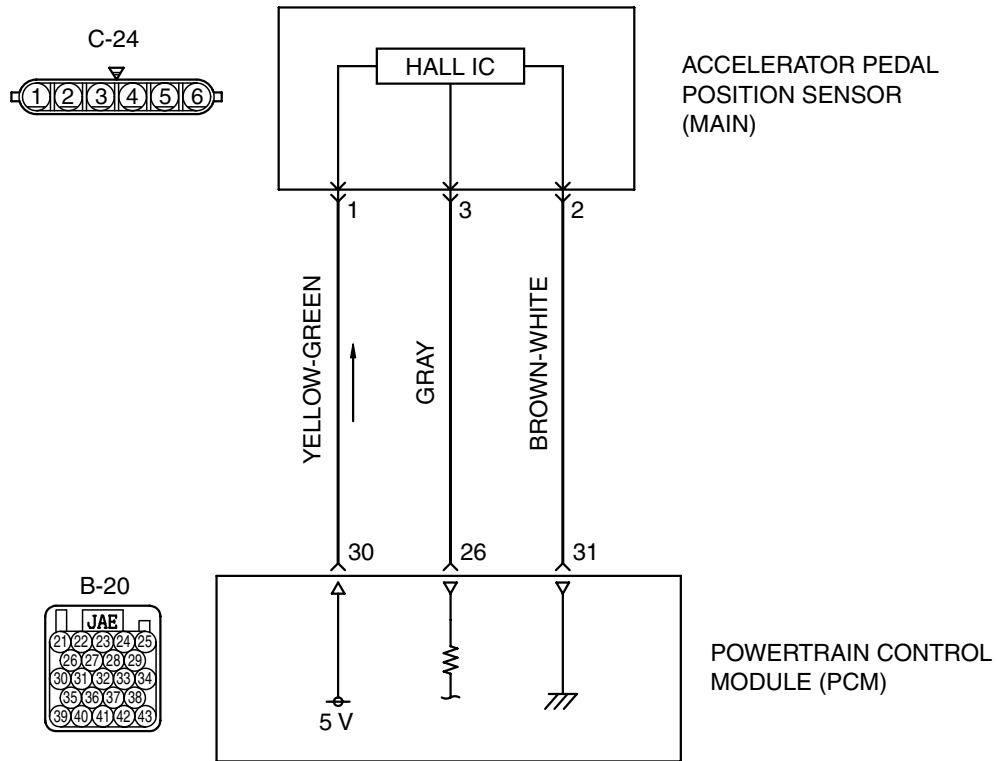 C-24
1 2 3 4 5 6
HALL IC
ACCELERATOR PEDAL
POSITION SENSOR
(MAIN)
1 3 2
YELLOW-GREEN
GRAY
BROWN-WHITE
30 26 31
B-20
JAE
21 22 23 24 25
26 27 28 29
30 31 32 33 34
35 36 37 38
39 40 41 42 43
5 V
POWERTRAIN CONTROL
MODULE (PCM)